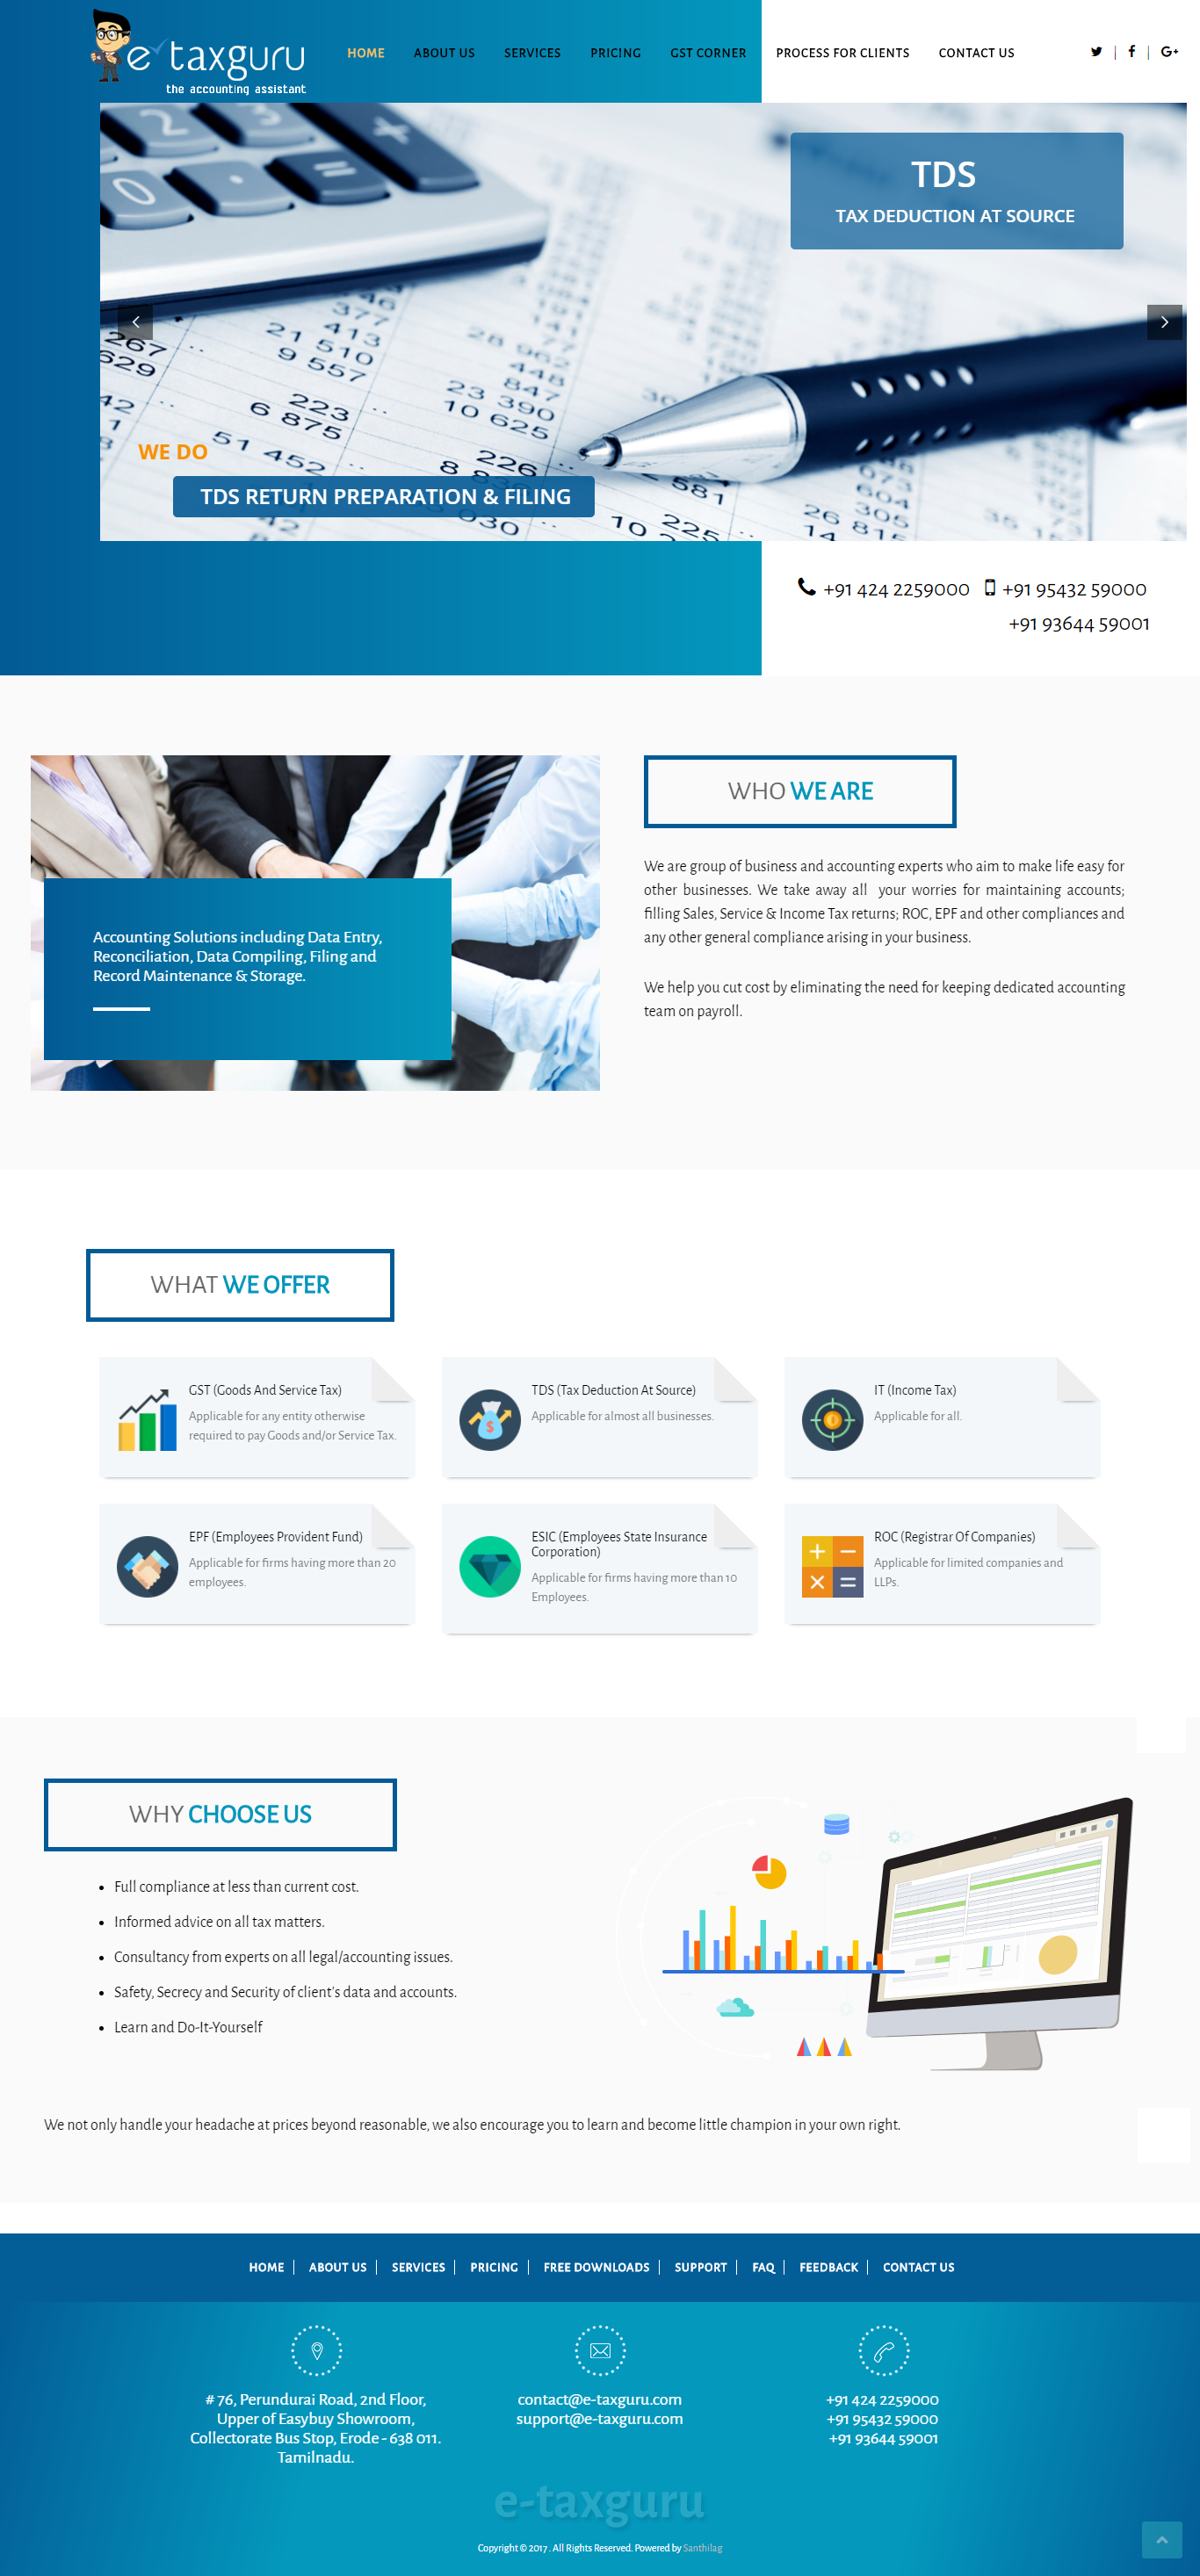 e-taxguru
the accounting assistant
HOME ABOUT US SERVICES PRICING GST CORNER PROCESS FOR CLIENTS CONTACT US
TDS
TAX DEDUCTION AT SOURCE
WE DO
TDS RETURN PREPARATION & FILING
+91 424 2259000 +91 95432 59000
+91 93644 59001
WHO WE ARE
We are group of business and accounting experts who aim to make life easy for
other businesses. We take away all your worries for maintaining accounts;
filling Sales, Service & Income Tax returns; ROC, EPF and other compliances and
any other general compliance arising in your business.
We help you cut cost by eliminating the need for keeping dedicated accounting
team on payroll.
Accounting Solutions including Data Entry,
Reconciliation, Data Compiling, Filing and
Record Maintenance & Storage.
WHAT WE OFFER
GST (Goods And Service Tax)
Applicable for any entity otherwise
required to pay Goods and/or Service Tax.
TDS (Tax Deduction At Source)
Applicable for almost all businesses.
IT (Income Tax)
Applicable for all.
EPF (Employees Provident Fund)
Applicable for firms having more than 20
employees.
ESIC (Employees State Insurance
Corporation)
Applicable for firms having more than 10
Employees.
ROC (Registrar Of Companies)
Applicable for limited companies and
LLPs.
WHY CHOOSE US
• Full compliance at less than current cost.
• Informed advice on all tax matters.
• Consultancy from experts on all legal/accounting issues.
• Safety, Secrecy and Security of client's data and accounts.
• Learn and Do-It-Yourself
We not only handle your headache at prices beyond reasonable, we also encourage you to learn and become little champion in your own right.
HOME | ABOUT US | SERVICES | PRICING | FREE DOWNLOADS | SUPPORT | FAQ | FEEDBACK | CONTACT US
# 76, Perundurai Road, 2nd Floor,
Upper of Easybuy Showroom,
Collectorate Bus Stop, Erode - 638 011.
Tamilnadu.
contact@e-taxguru.com
support@e-taxguru.com
+91 424 2259000
+91 95432 59000
+91 93644 59001
e-taxguru
Copyright © 2017 . All Rights Reserved. Powered by Santhilag